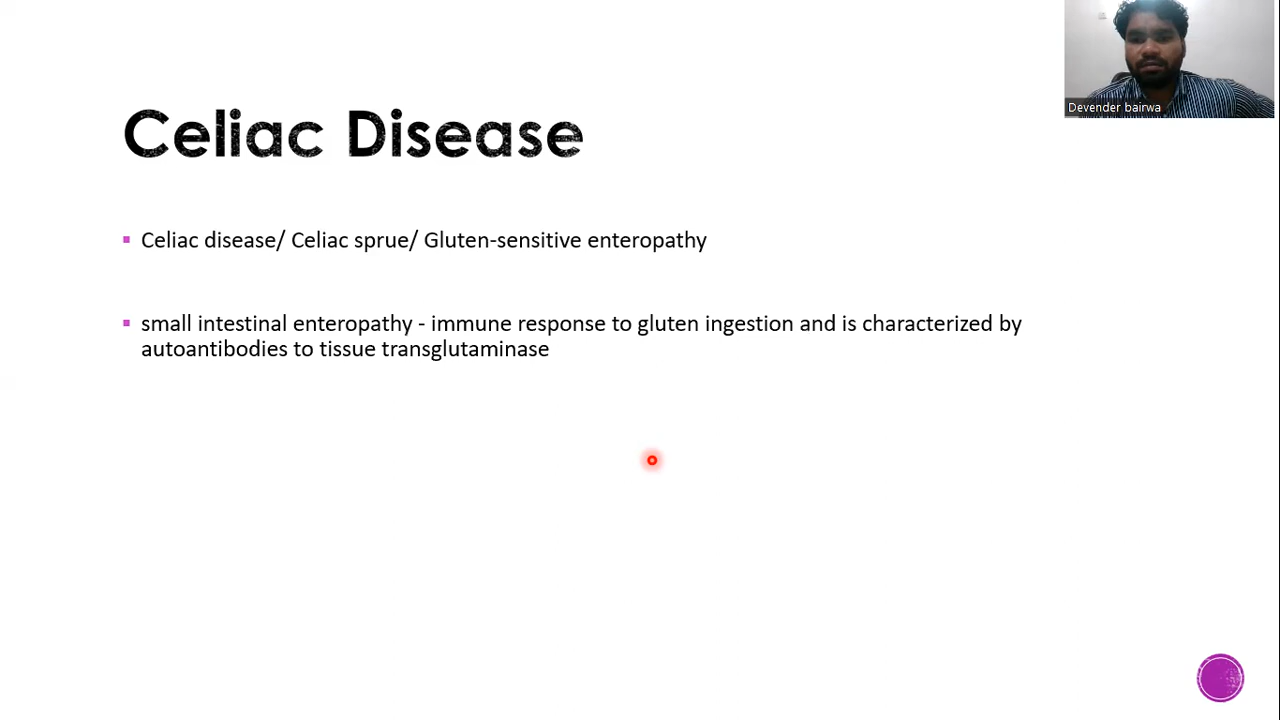 Devender bairwa
Celiac Disease
Celiac disease/ Celiac sprue/ Gluten-sensitive enteropathy
small intestinal enteropathy - immune response to gluten ingestion and is characterized by
autoantibodies to tissue transglutaminase